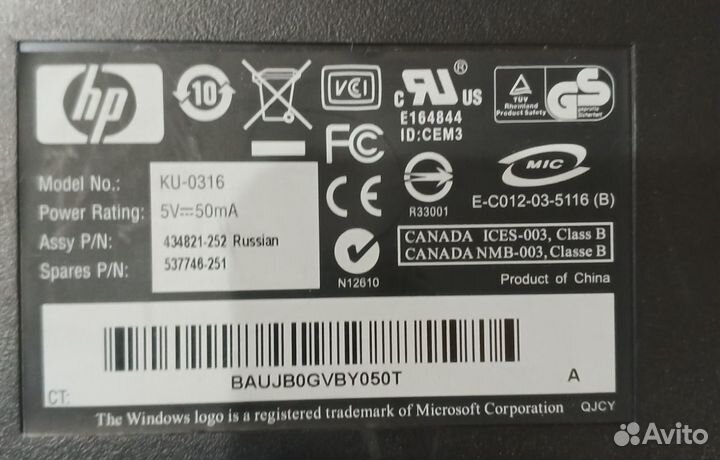 hp
10
VCI
c RU US ®
E164844
ID:CEM3
TÜV
Rheinland
Product Safety
GS
geprüfte
Sicherheit
FC
CE
R33001
MIC
E-C012-03-5116 (B)
N12610
Model No.: KU-0316
Power Rating: 5V⎓50mA
Assy P/N: 434821-252 Russian
Spares P/N: 537746-251
CANADA ICES-003, Class B
CANADA NMB-003, Classe B
Product of China
BAUJB0GVBY050T
A
CT:
The Windows logo is a registered trademark of Microsoft Corporation
QJCY
Avito